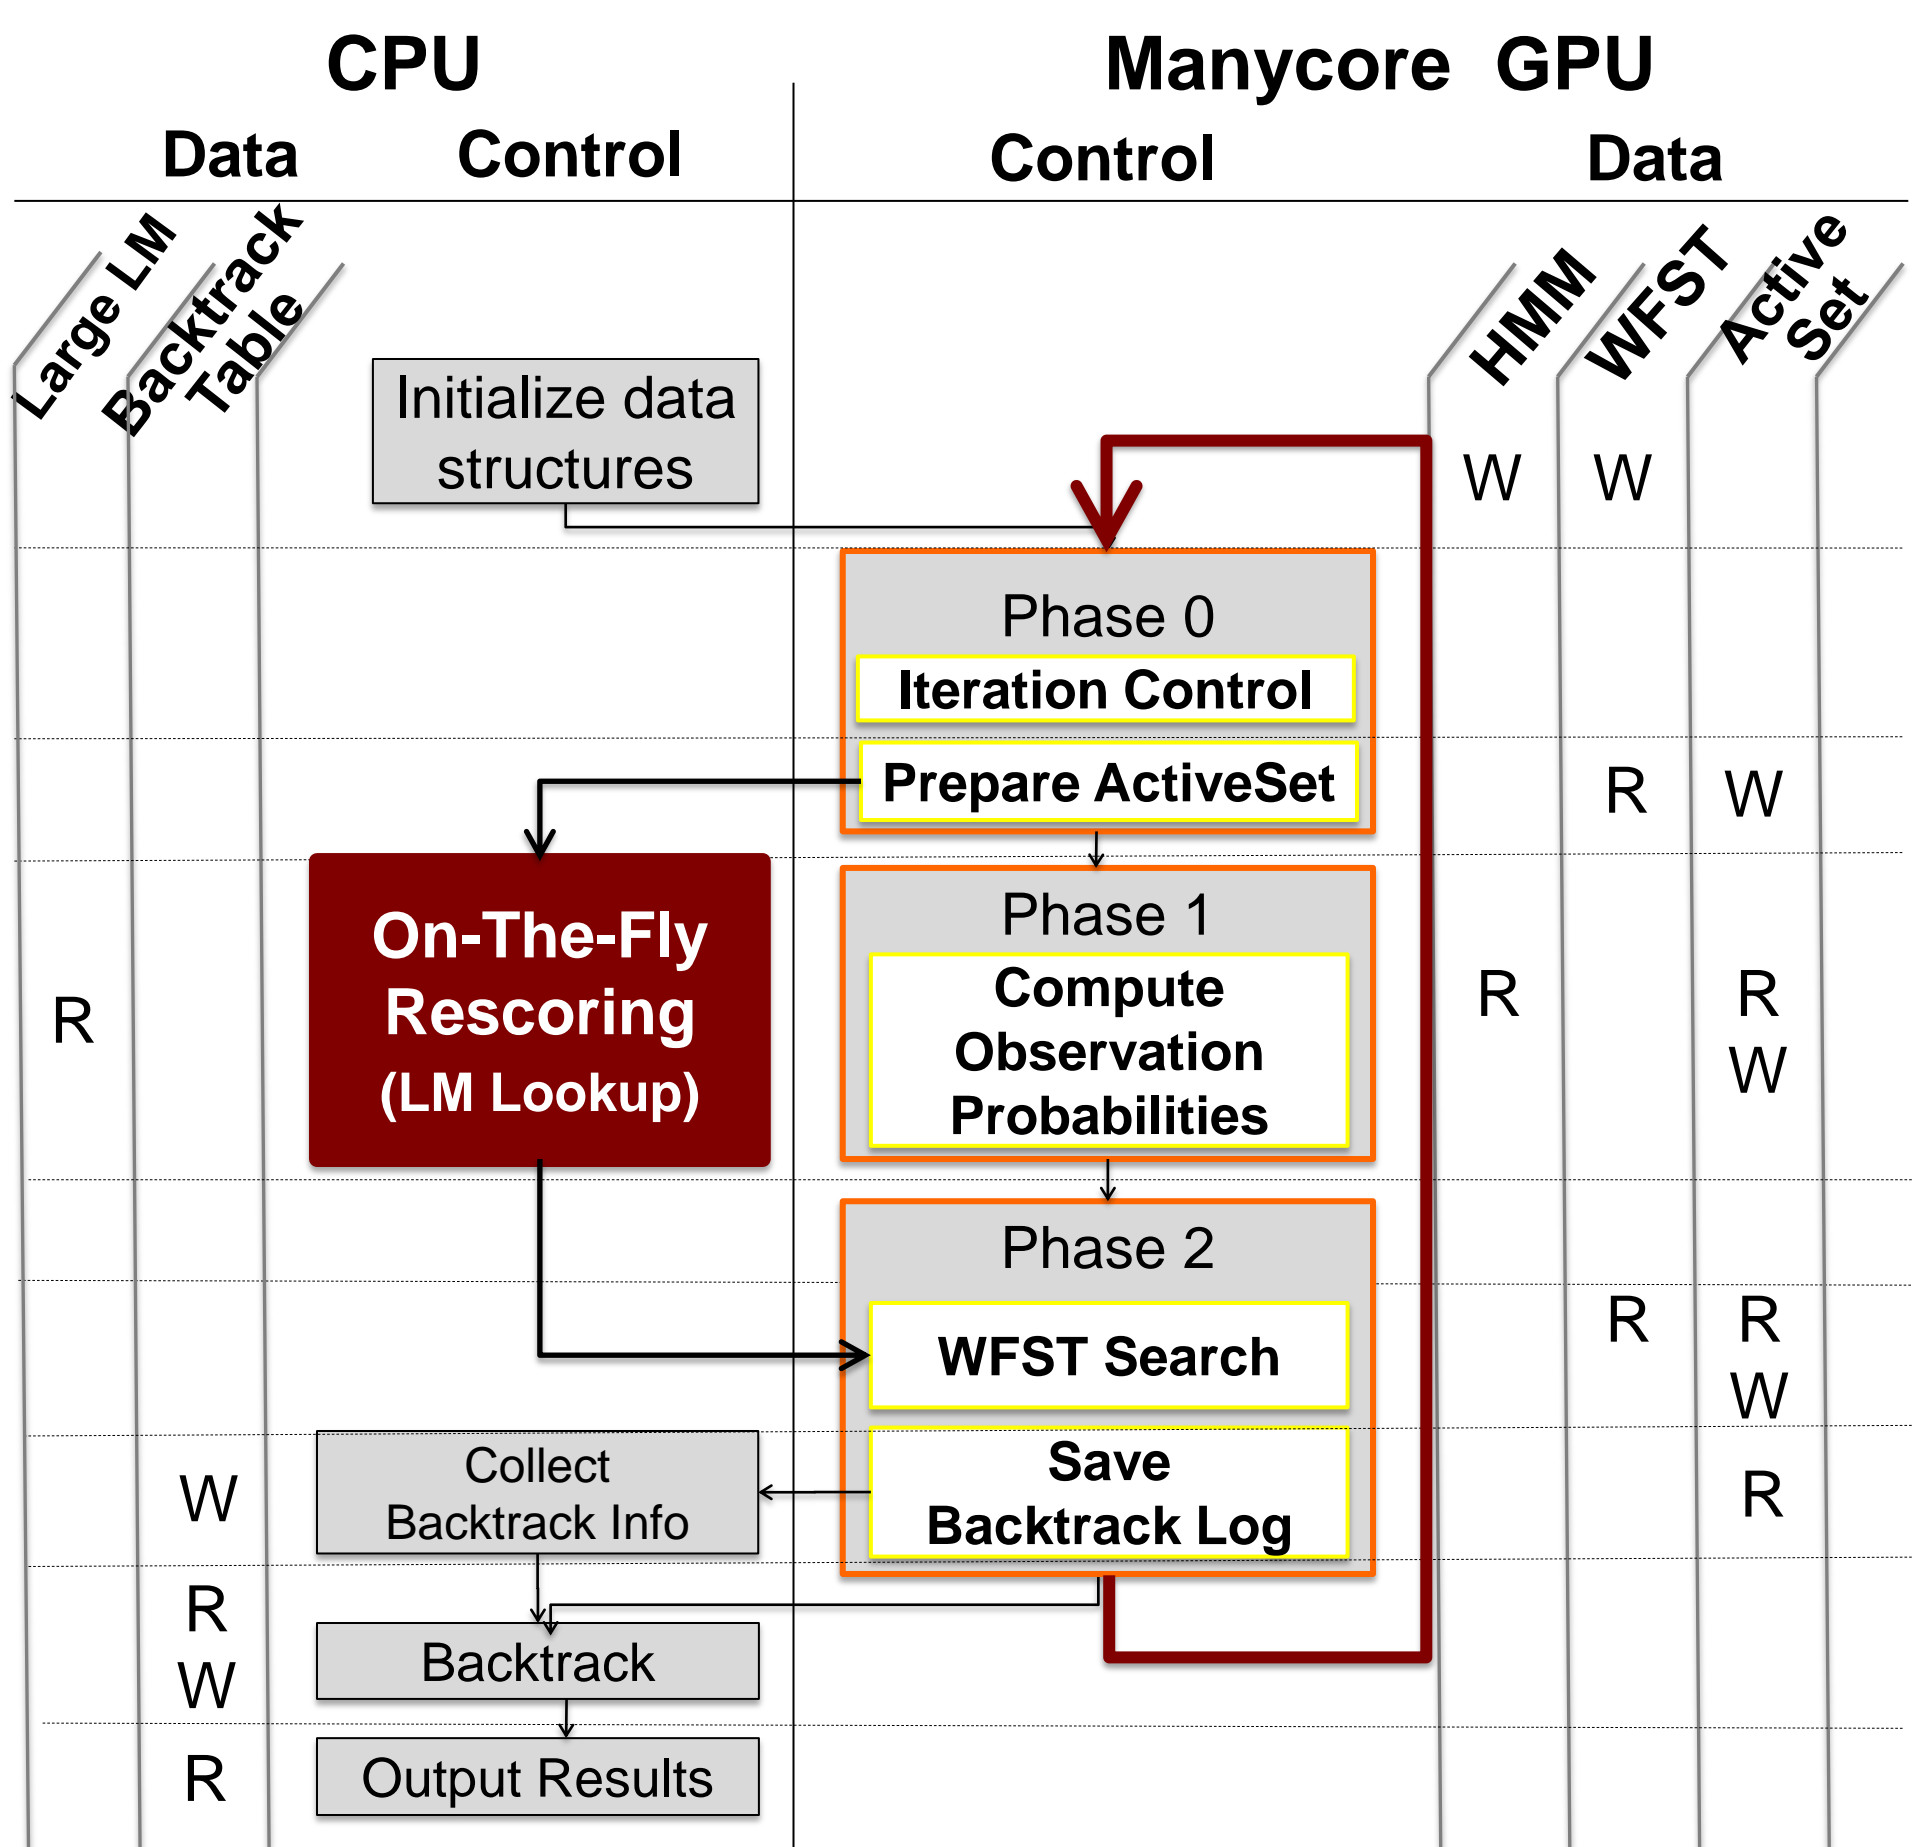 CPU
Manycore GPU
Data
Control
Control
Data
Large LM
Backtrack
Table
HMM
WFST
Active
Set
Initialize data
structures
W W
Phase 0
Iteration Control
Prepare ActiveSet
R W
On-The-Fly
Rescoring
(LM Lookup)
Phase 1
Compute
Observation
Probabilities
R
R
R
W
Phase 2
WFST Search
R
R
W
Collect
Backtrack Info
Save
Backtrack Log
W
R
R
W
Backtrack
R
Output Results